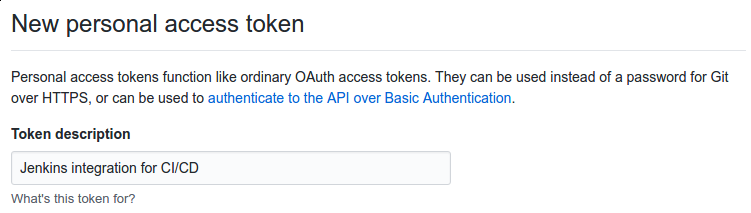 New personal access token
Personal access tokens function like ordinary OAuth access tokens. They can be used instead of a password for Git
over HTTPS, or can be used to authenticate to the API over Basic Authentication.
Token description
Jenkins integration for CI/CD
What's this token for?